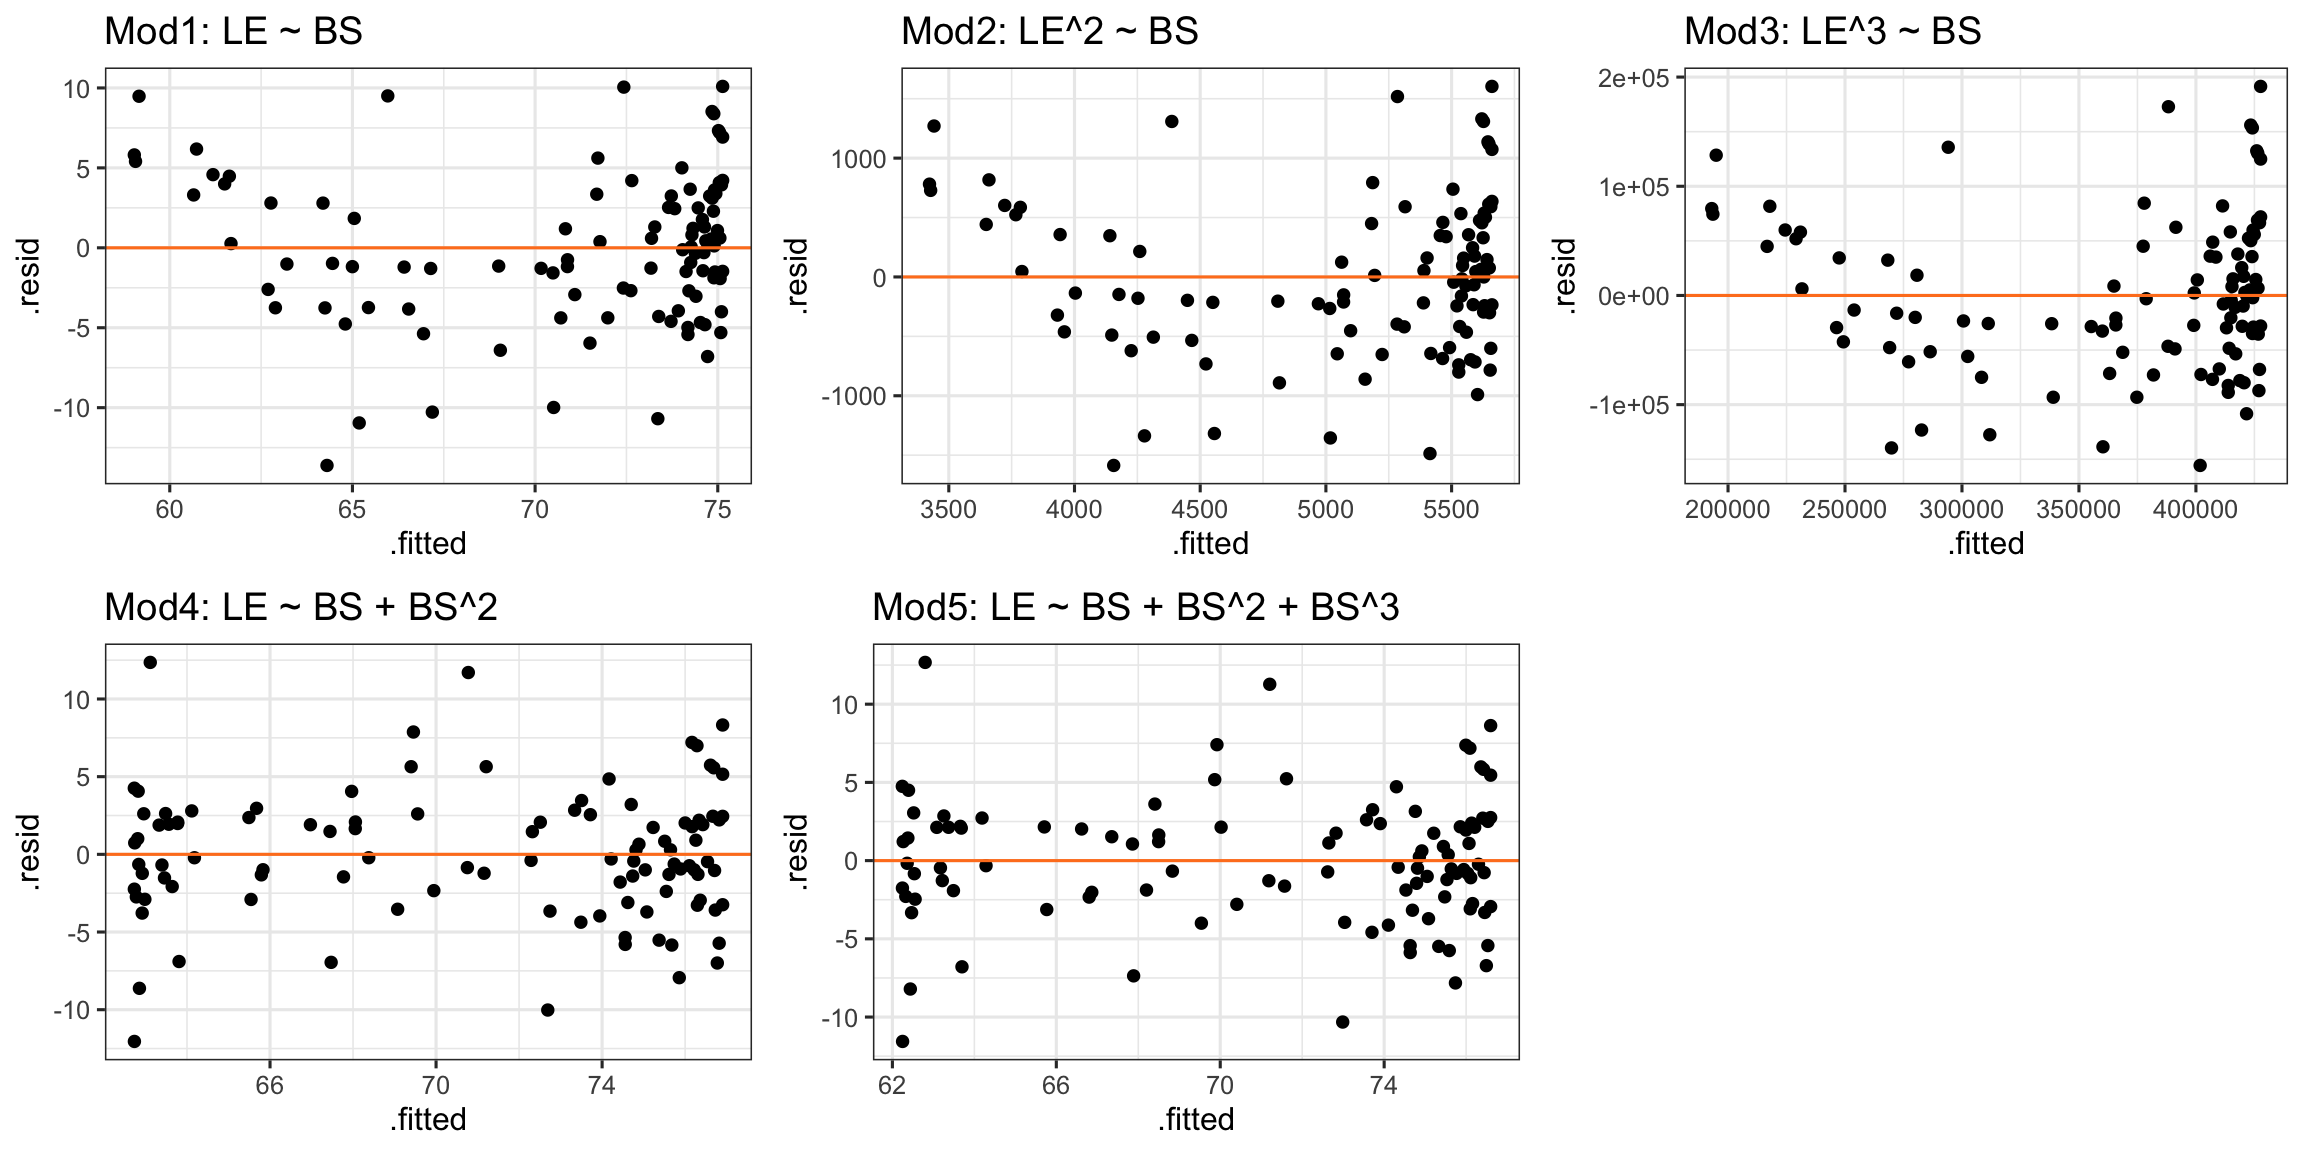 Mod1: LE ~ BS
Mod2: LE^2 ~ BS
Mod3: LE^3 ~ BS
10
5
0
-5
-10
.resid
60
65
70
75
.fitted
1000
0
-1000
.resid
3500
4000
4500
5000
5500
.fitted
2e+05
1e+05
0e+00
-1e+05
.resid
200000
250000
300000
350000
400000
.fitted
Mod4: LE ~ BS + BS^2
Mod5: LE ~ BS + BS^2 + BS^3
10
5
0
-5
-10
.resid
66
70
74
.fitted
10
5
0
-5
-10
.resid
62
66
70
74
.fitted